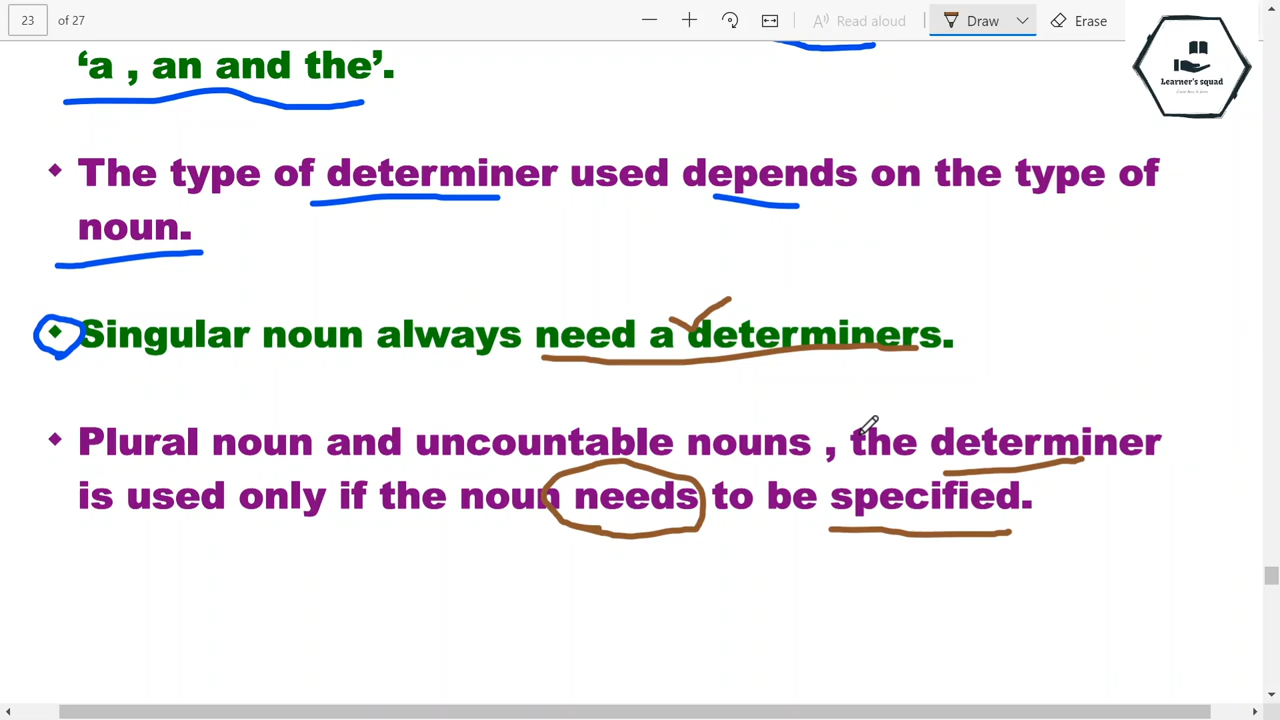 23 of 27 Read aloud Draw Erase
Learner's squad
'a , an and the'.
The type of determiner used depends on the type of
noun.
Singular noun always need a determiners.
Plural noun and uncountable nouns , the determiner
is used only if the noun needs to be specified.